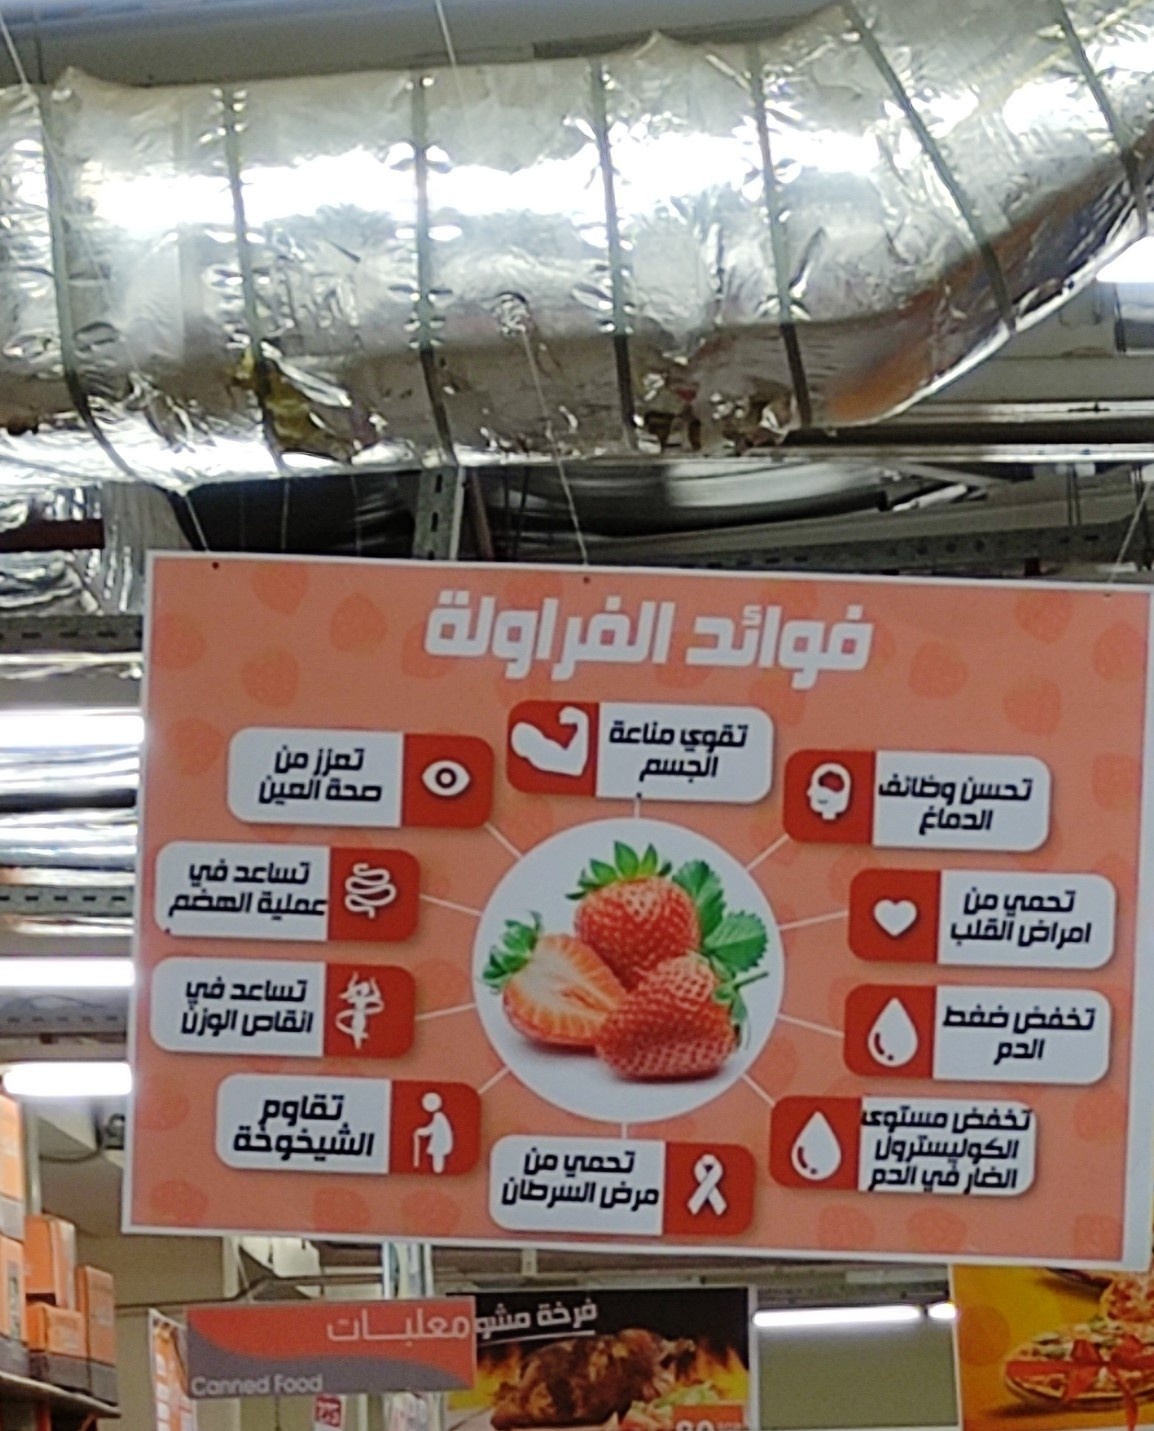 فوائد الفراولة
تقوي مناعة
الجسم
تحسن وظائف
الدماغ
تحمي من
امراض القلب
تخفض ضغط
الدم
تخفض مستوى
الكوليسترول
الضار في الدم
تحمي من
مرض السرطان
تقاوم
الشيخوخة
تساعد في
انقاص الوزن
تساعد في
عملية الهضم
تعزز من
صحة العين
معلبات
Canned Food
فرخة مشو